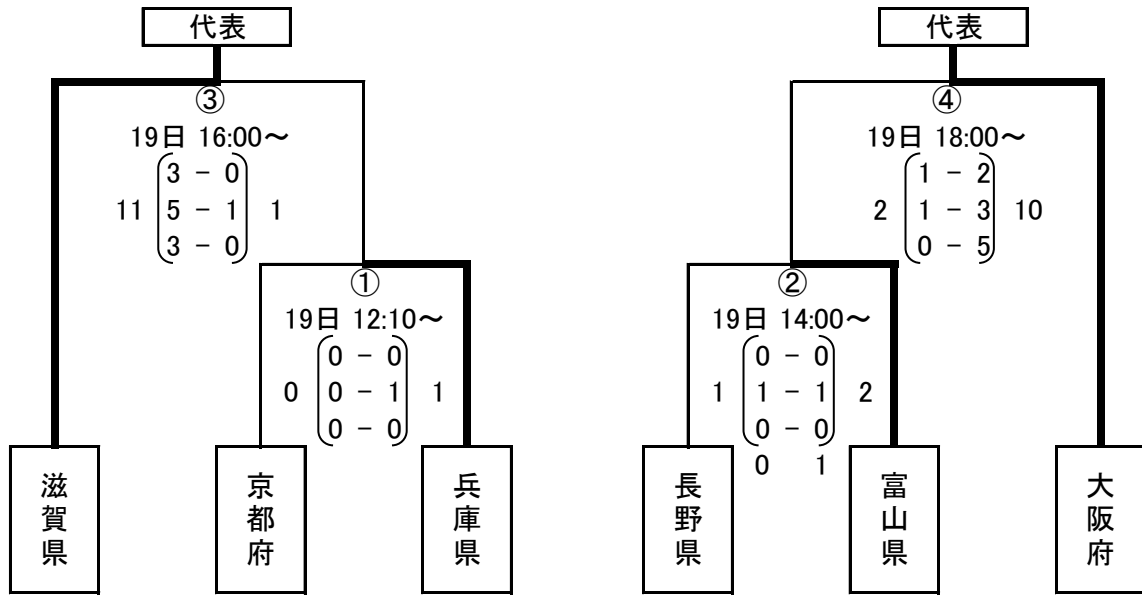 代表
③
19日 16:00～
3 - 0
11 5 - 1 1
3 - 0
①
19日 12:10～
0 - 0
0 0 - 1 1
0 - 0
滋賀県
京都府
兵庫県
代表
④
19日 18:00～
1 - 2
2 1 - 3 10
0 - 5
②
19日 14:00～
0 - 0
1 1 - 1 2
0 - 0
0 1
長野県
富山県
大阪府